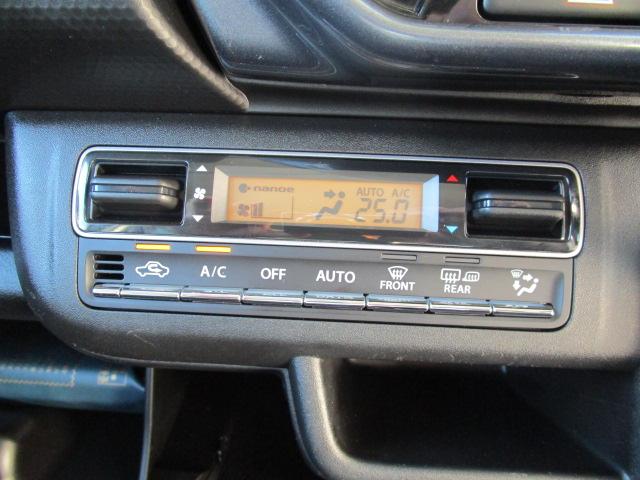 nanoe AUTO A/C
25.0
A/C OFF AUTO FRONT REAR